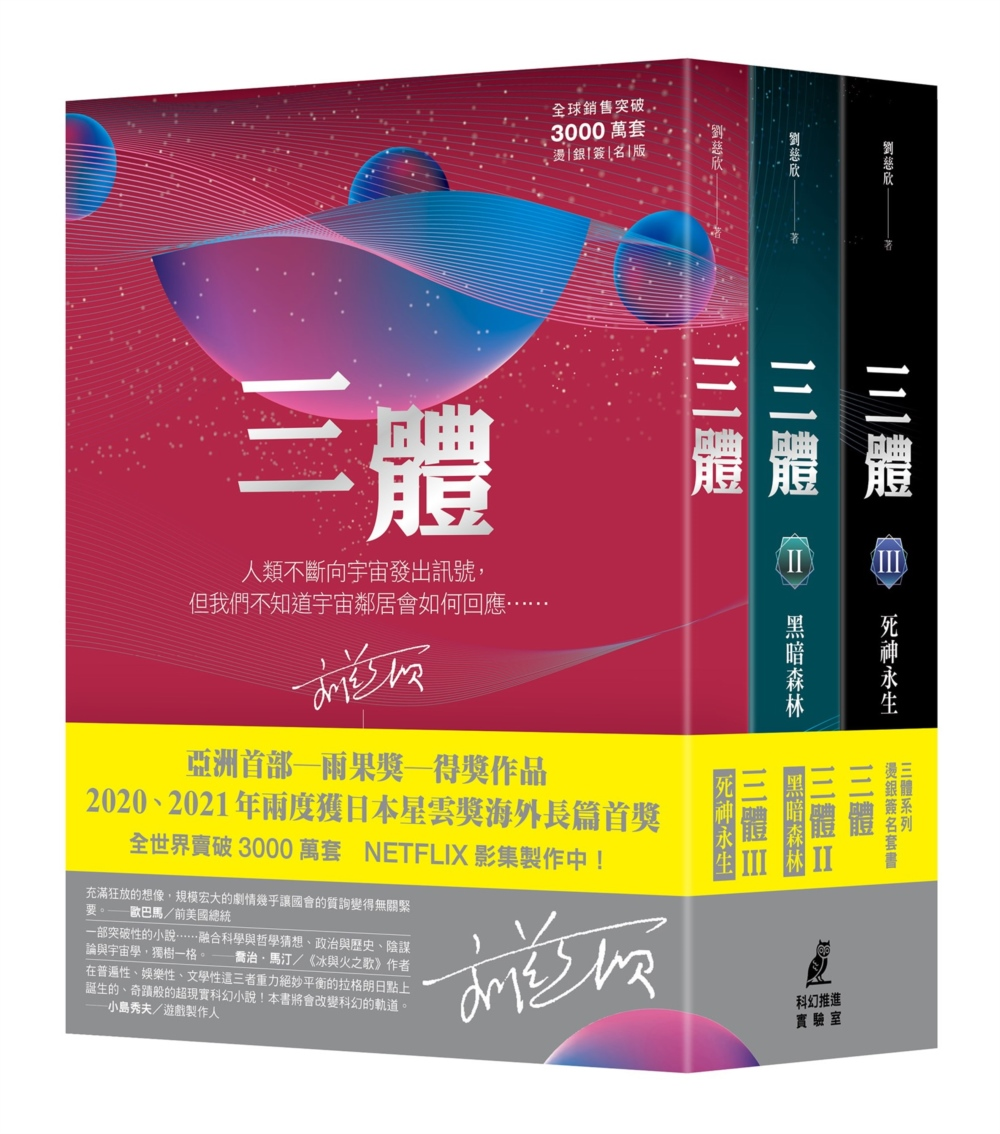 全球銷售突破
3000 萬套
燙|銀|簽|名|版
三體
人類不斷向宇宙發出訊號，
但我們不知道宇宙鄰居會如何回應⋯⋯
劉慈欣
亞洲首部—雨果獎—得獎作品
2020、2021年兩度獲日本星雲獎海外長篇首獎
全世界賣破 3000 萬套　NETFLIX 影集製作中！
充滿狂放的想像，規模宏大的劇情幾乎讓國會的質詢變得無關緊
要。——歐巴馬／前美國總統
一部突破性的小說⋯⋯融合科學與哲學猜想、政治與歷史、陰謀
論與宇宙學，獨樹一格。——喬治．馬汀／《冰與火之歌》作者
在普遍性、娛樂性、文學性這三者重力絕妙平衡的拉格朗日點上
誕生的、奇蹟般的超現實科幻小說！本書將會改變科幻的軌道。
——小島秀夫／遊戲製作人
劉慈欣
劉慈欣——著
三體
劉慈欣——著
三體
II
黑暗森林
劉慈欣——著
三體
III
死神永生
三體系列
燙銀簽名套書
三體
三體II
黑暗森林
三體III
死神永生
科幻推進
實驗室